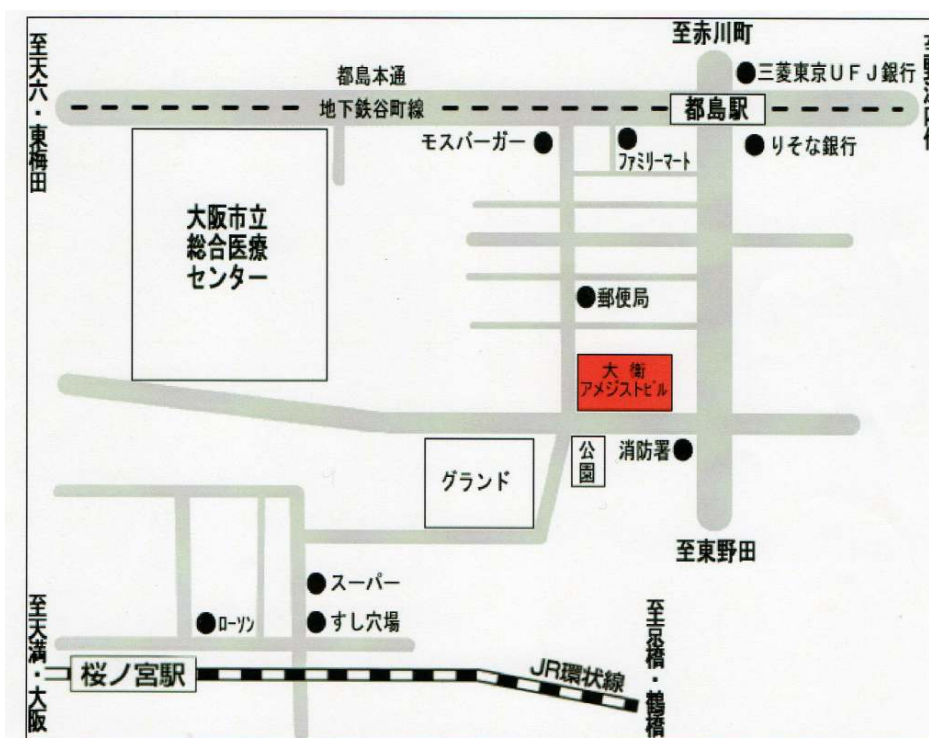 至赤川町
至天六・東梅田
三菱東京UFJ銀行
都島本通
地下鉄谷町線
都島駅
モスバーガー
ファミリーマート
りそな銀行
大阪市立
総合医療
センター
郵便局
大衛
アメジストビル
公園
消防署
グランド
至東野田
スーパー
ローソン
すし穴場
至天満・大阪
桜ノ宮駅
JR環状線
至京橋・鶴橋